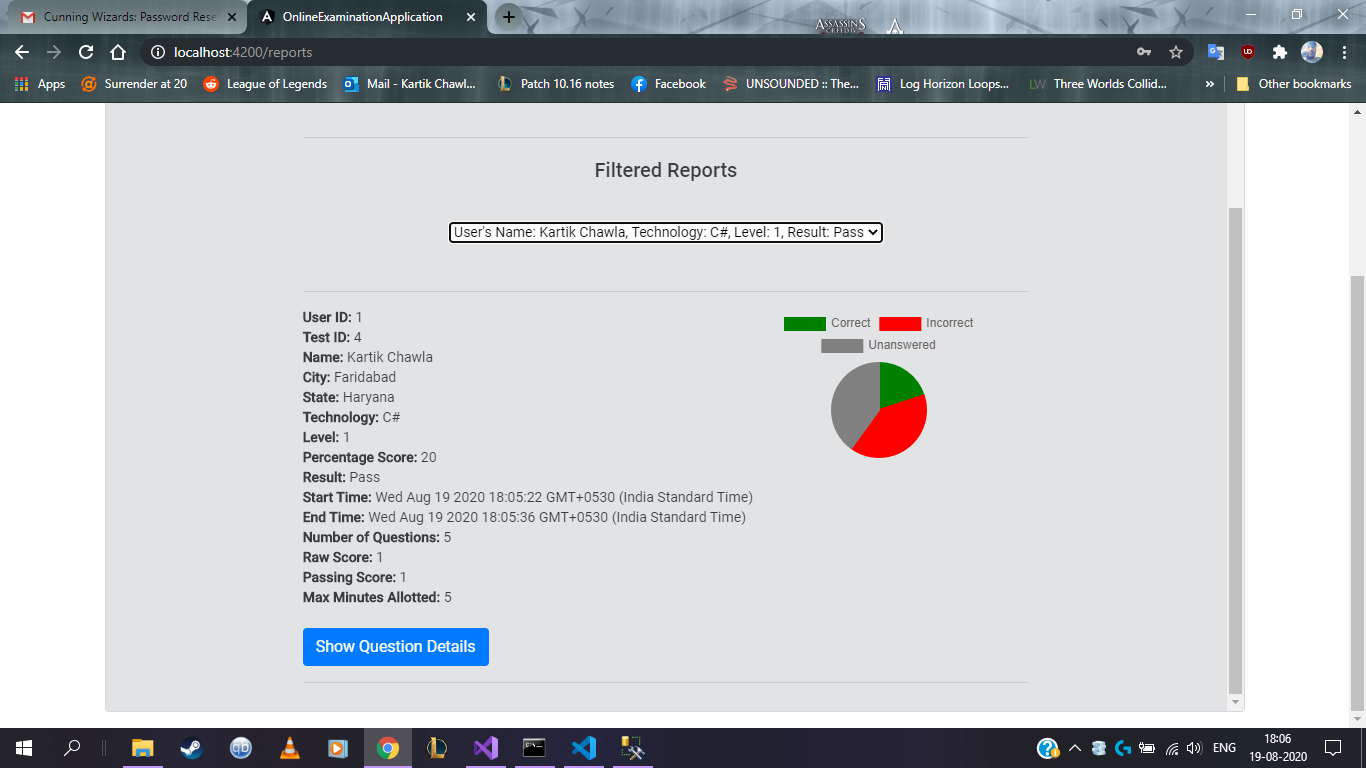 Cunning Wizards: Password Rese
OnlineExaminationApplication
ASSASSIN'S
localhost:4200/reports
Apps
Surrender at 20
League of Legends
Mail - Kartik Chawl...
Patch 10.16 notes
Facebook
UNSOUNDED :: The...
Log Horizon Loops...
LW
Three Worlds Collid...
»
Other bookmarks
Filtered Reports
User's Name: Kartik Chawla, Technology: C#, Level: 1, Result: Pass
User ID: 1
Test ID: 4
Name: Kartik Chawla
City: Faridabad
State: Haryana
Technology: C#
Level: 1
Percentage Score: 20
Result: Pass
Start Time: Wed Aug 19 2020 18:05:22 GMT+0530 (India Standard Time)
End Time: Wed Aug 19 2020 18:05:36 GMT+0530 (India Standard Time)
Number of Questions: 5
Raw Score: 1
Passing Score: 1
Max Minutes Allotted: 5
Correct
Incorrect
Unanswered
Show Question Details
ENG
18:06
19-08-2020